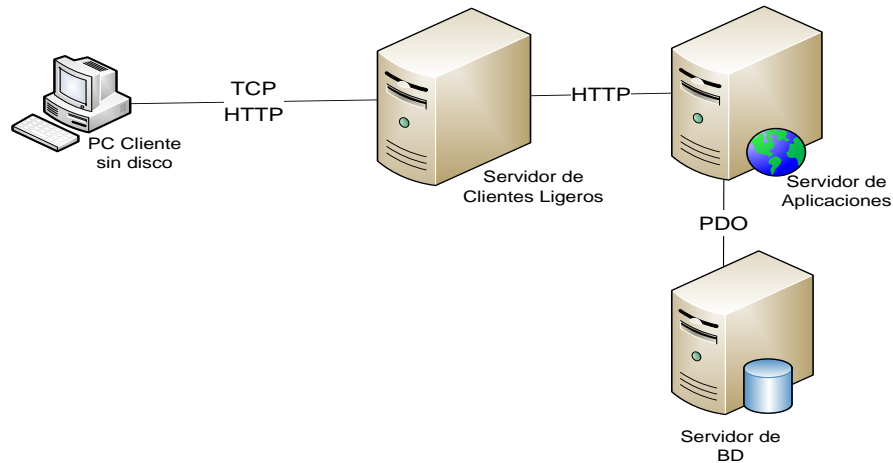 TCP
HTTP
PC Cliente
sin disco
Servidor de
Clientes Ligeros
HTTP
Servidor de
Aplicaciones
PDO
Servidor de
BD